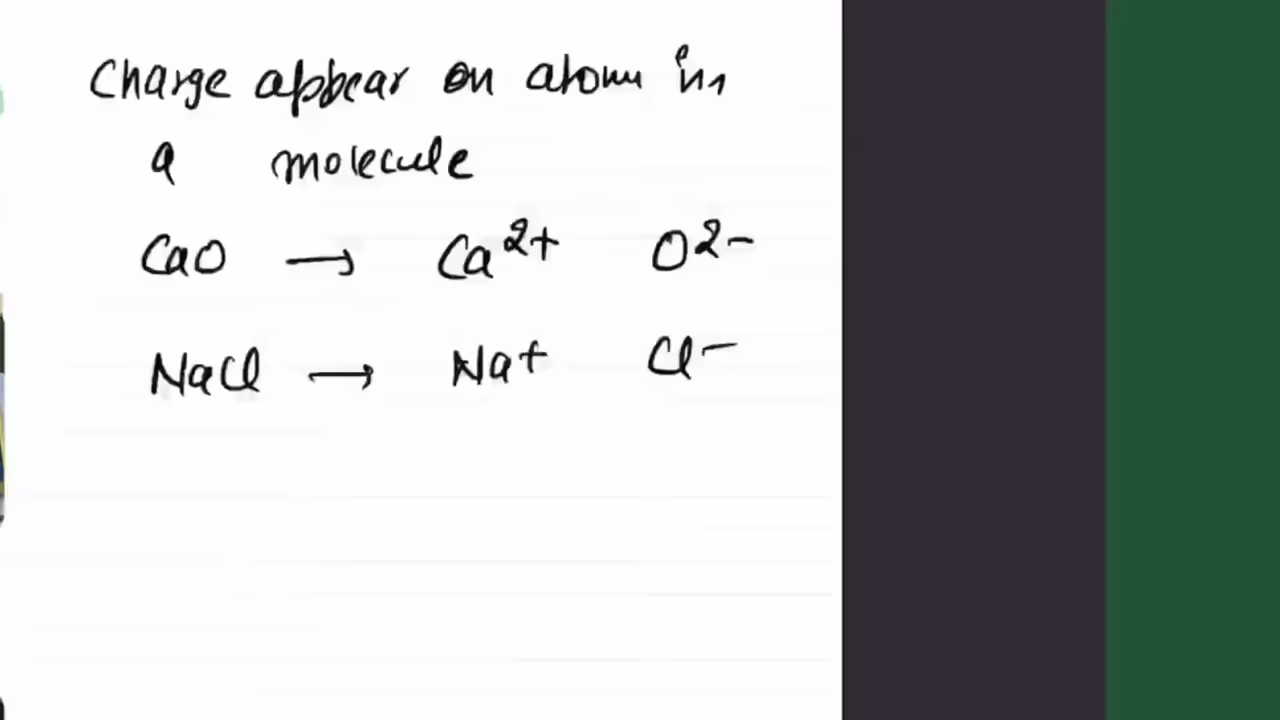 Charge appear on atom in
a molecule
CaO → Ca²⁺ O²⁻
NaCl → Na⁺ Cl⁻